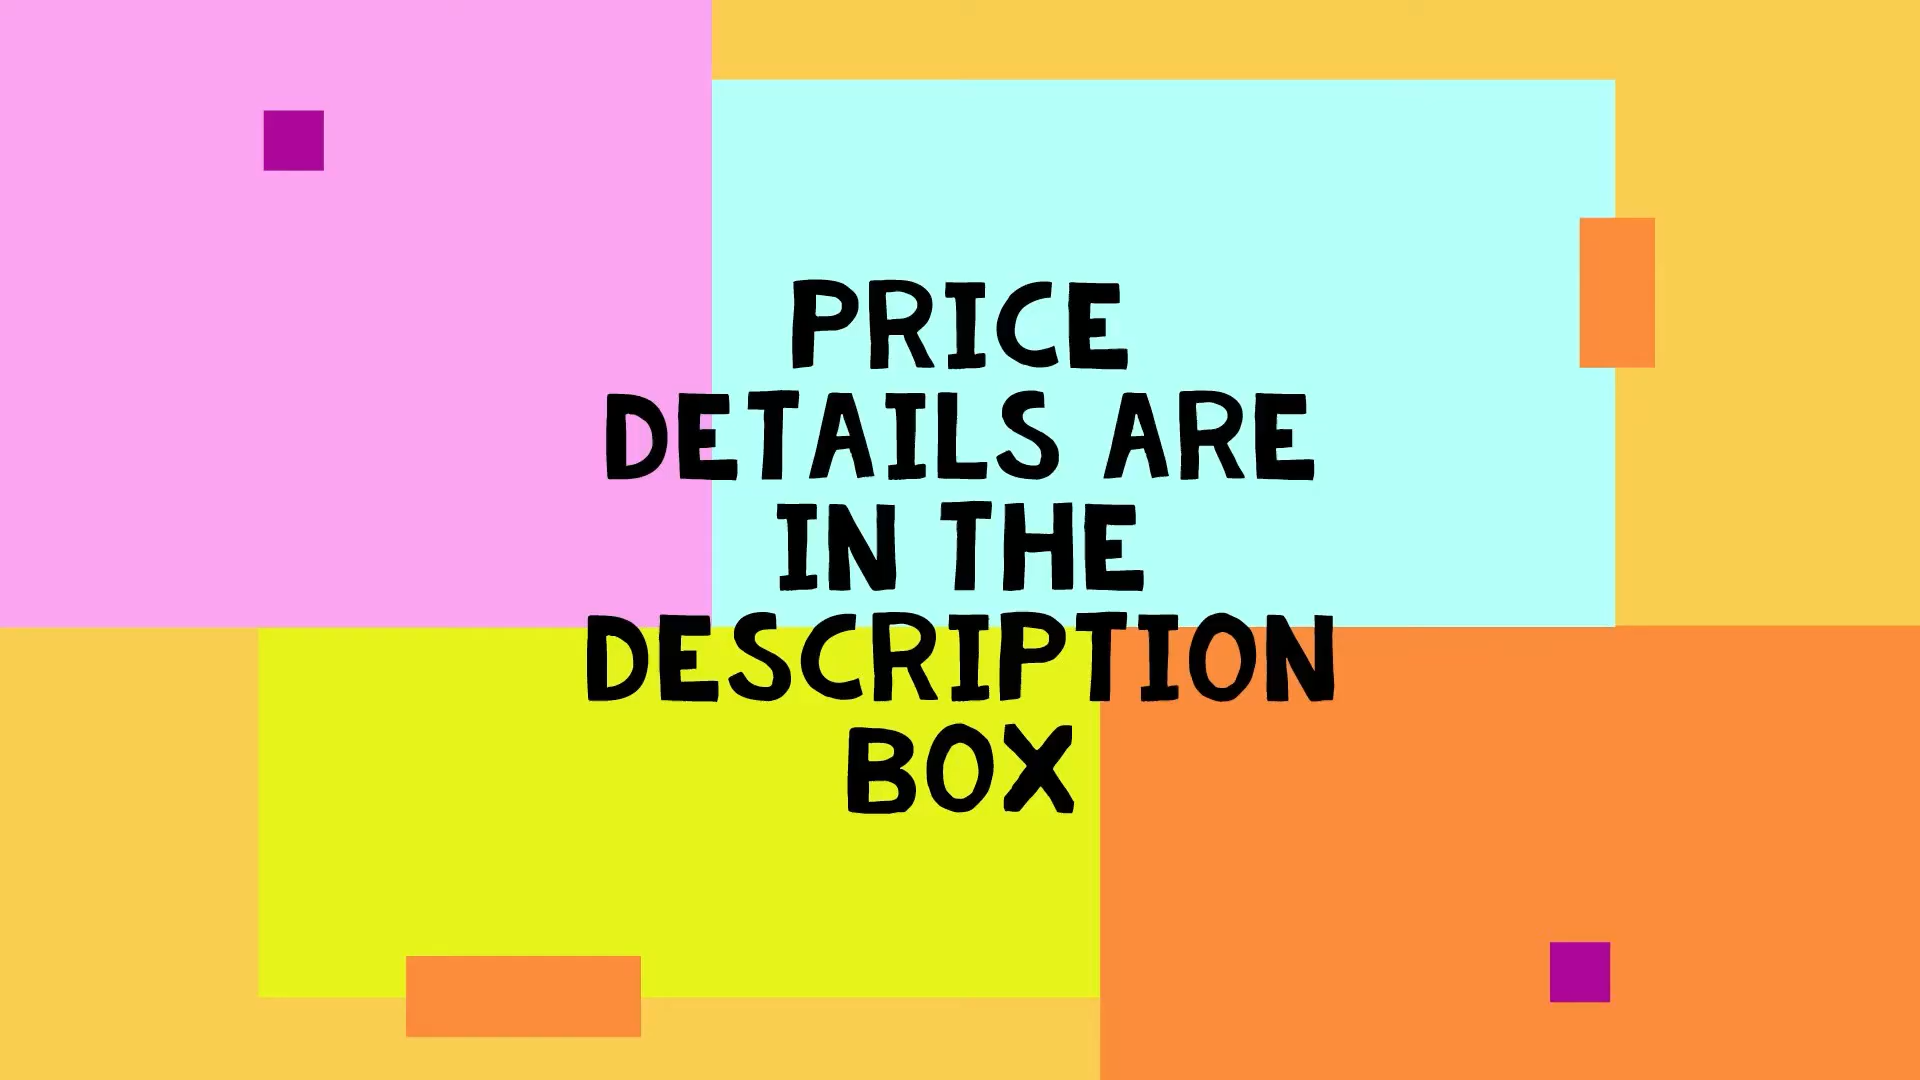 PRICE
DETAILS ARE
IN THE
DESCRIPTION
BOX